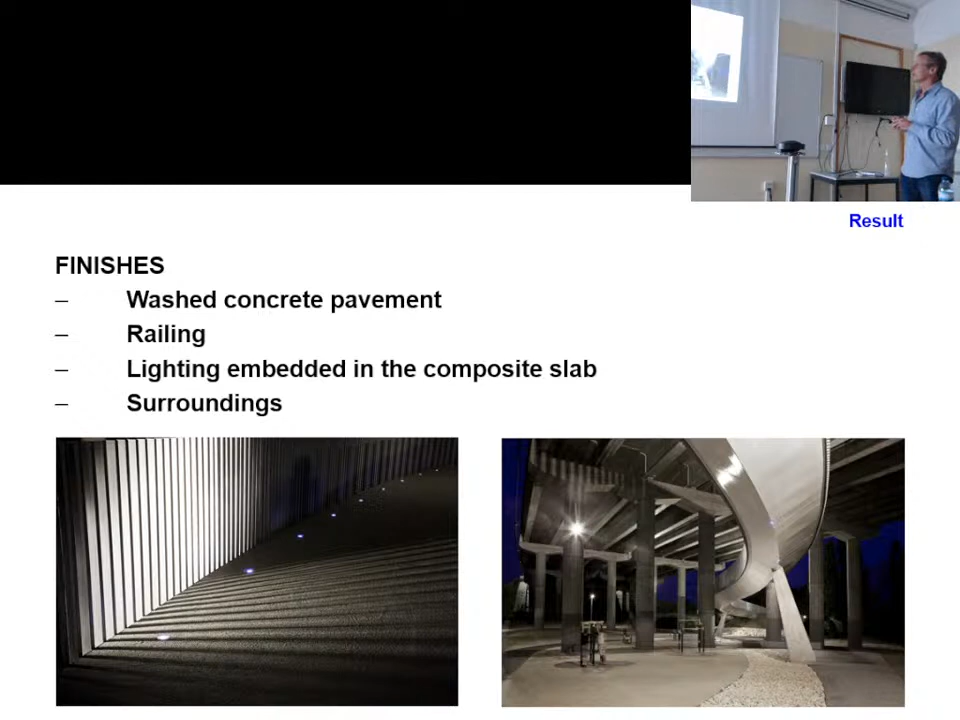 Result
FINISHES
– Washed concrete pavement
– Railing
– Lighting embedded in the composite slab
– Surroundings